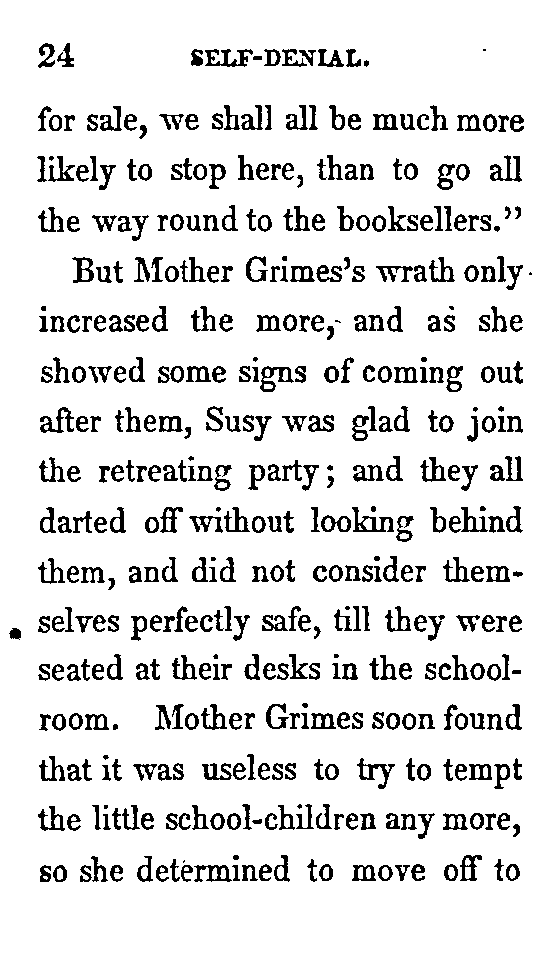 24 SELF-DENIAL.
for sale, we shall all be much more
likely to stop here, than to go all
the way round to the booksellers."
But Mother Grimes's wrath only
increased the more, and as she
showed some signs of coming out
after them, Susy was glad to join
the retreating party; and they all
darted off without looking behind
them, and did not consider them-
selves perfectly safe, till they were
seated at their desks in the school-
room. Mother Grimes soon found
that it was useless to try to tempt
the little school-children any more,
so she determined to move off to